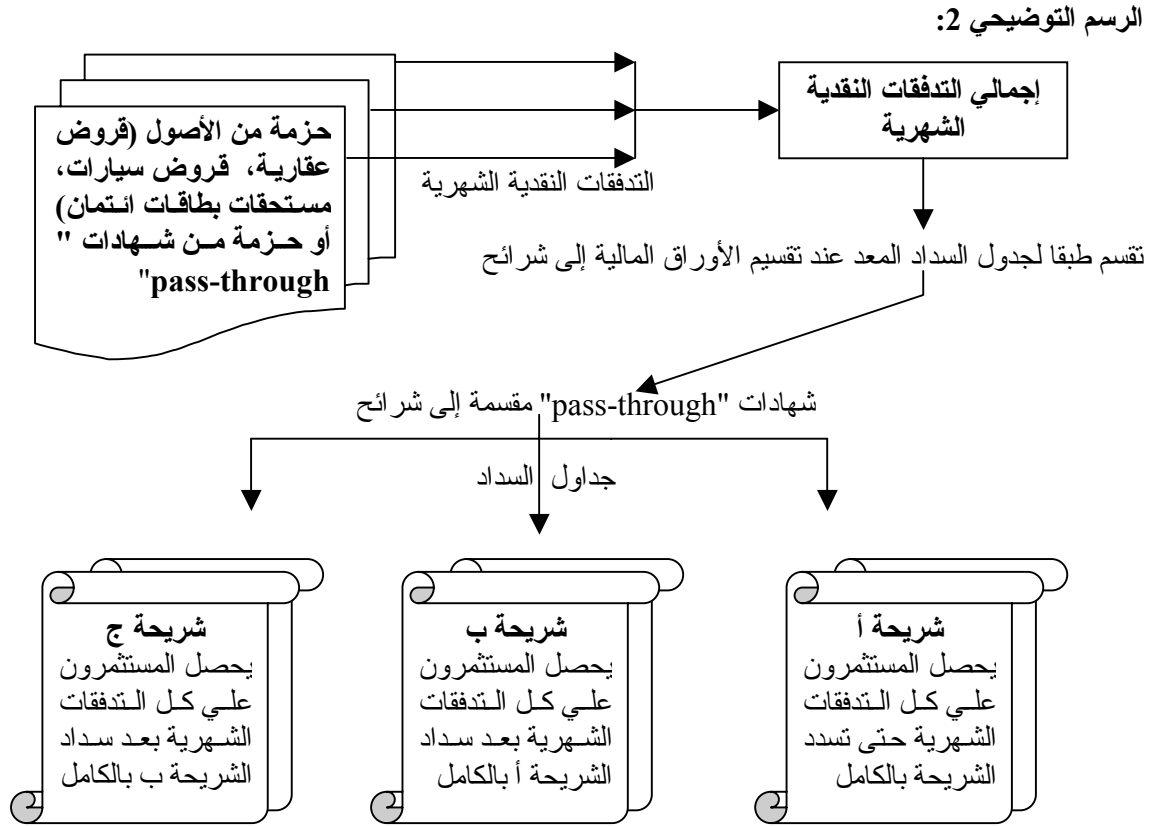 الرسم التوضيحي 2:
إجمالي التدفقات النقدية
الشهرية
حزمة من الأصول (قروض
عقارية، قروض سيارات،
مستحقات بطاقات ائتمان)
أو حزمة من شهادات "
pass-through"
التدفقات النقدية الشهرية
تقسم طبقا لجدول السداد المعد عند تقسيم الأوراق المالية إلى شرائح
شهادات "pass-through" مقسمة إلى شرائح
جداول السداد
شريحة أ
يحصل المستثمرون
علي كل التدفقات
الشهرية حتى تسدد
الشريحة بالكامل
شريحة ب
يحصل المستثمرون
علي كل التدفقات
الشهرية بعد سداد
الشريحة أ بالكامل
شريحة ج
يحصل المستثمرون
علي كل التدفقات
الشهرية بعد سداد
الشريحة ب بالكامل